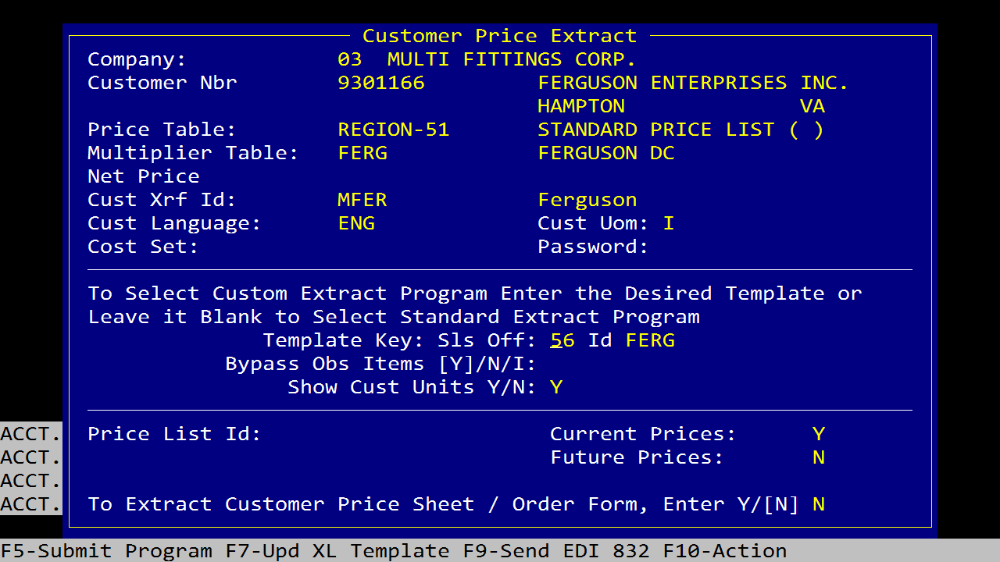 Customer Price Extract
Company: 03 MULTI FITTINGS CORP.
Customer Nbr 9301166 FERGUSON ENTERPRISES INC.
HAMPTON VA
Price Table: REGION-51 STANDARD PRICE LIST ( )
Multiplier Table: FERG FERGUSON DC
Net Price
Cust Xrf Id: MFER Ferguson
Cust Language: ENG Cust Uom: I
Cost Set: Password:
To Select Custom Extract Program Enter the Desired Template or
Leave it Blank to Select Standard Extract Program
Template Key: Sls Off: 56 Id FERG
Bypass Obs Items [Y]/N/I:
Show Cust Units Y/N: Y
ACCT. Price List Id: Current Prices: Y
ACCT. Future Prices: N
ACCT.
ACCT. To Extract Customer Price Sheet / Order Form, Enter Y/[N] N
F5-Submit Program F7-Upd XL Template F9-Send EDI 832 F10-Action